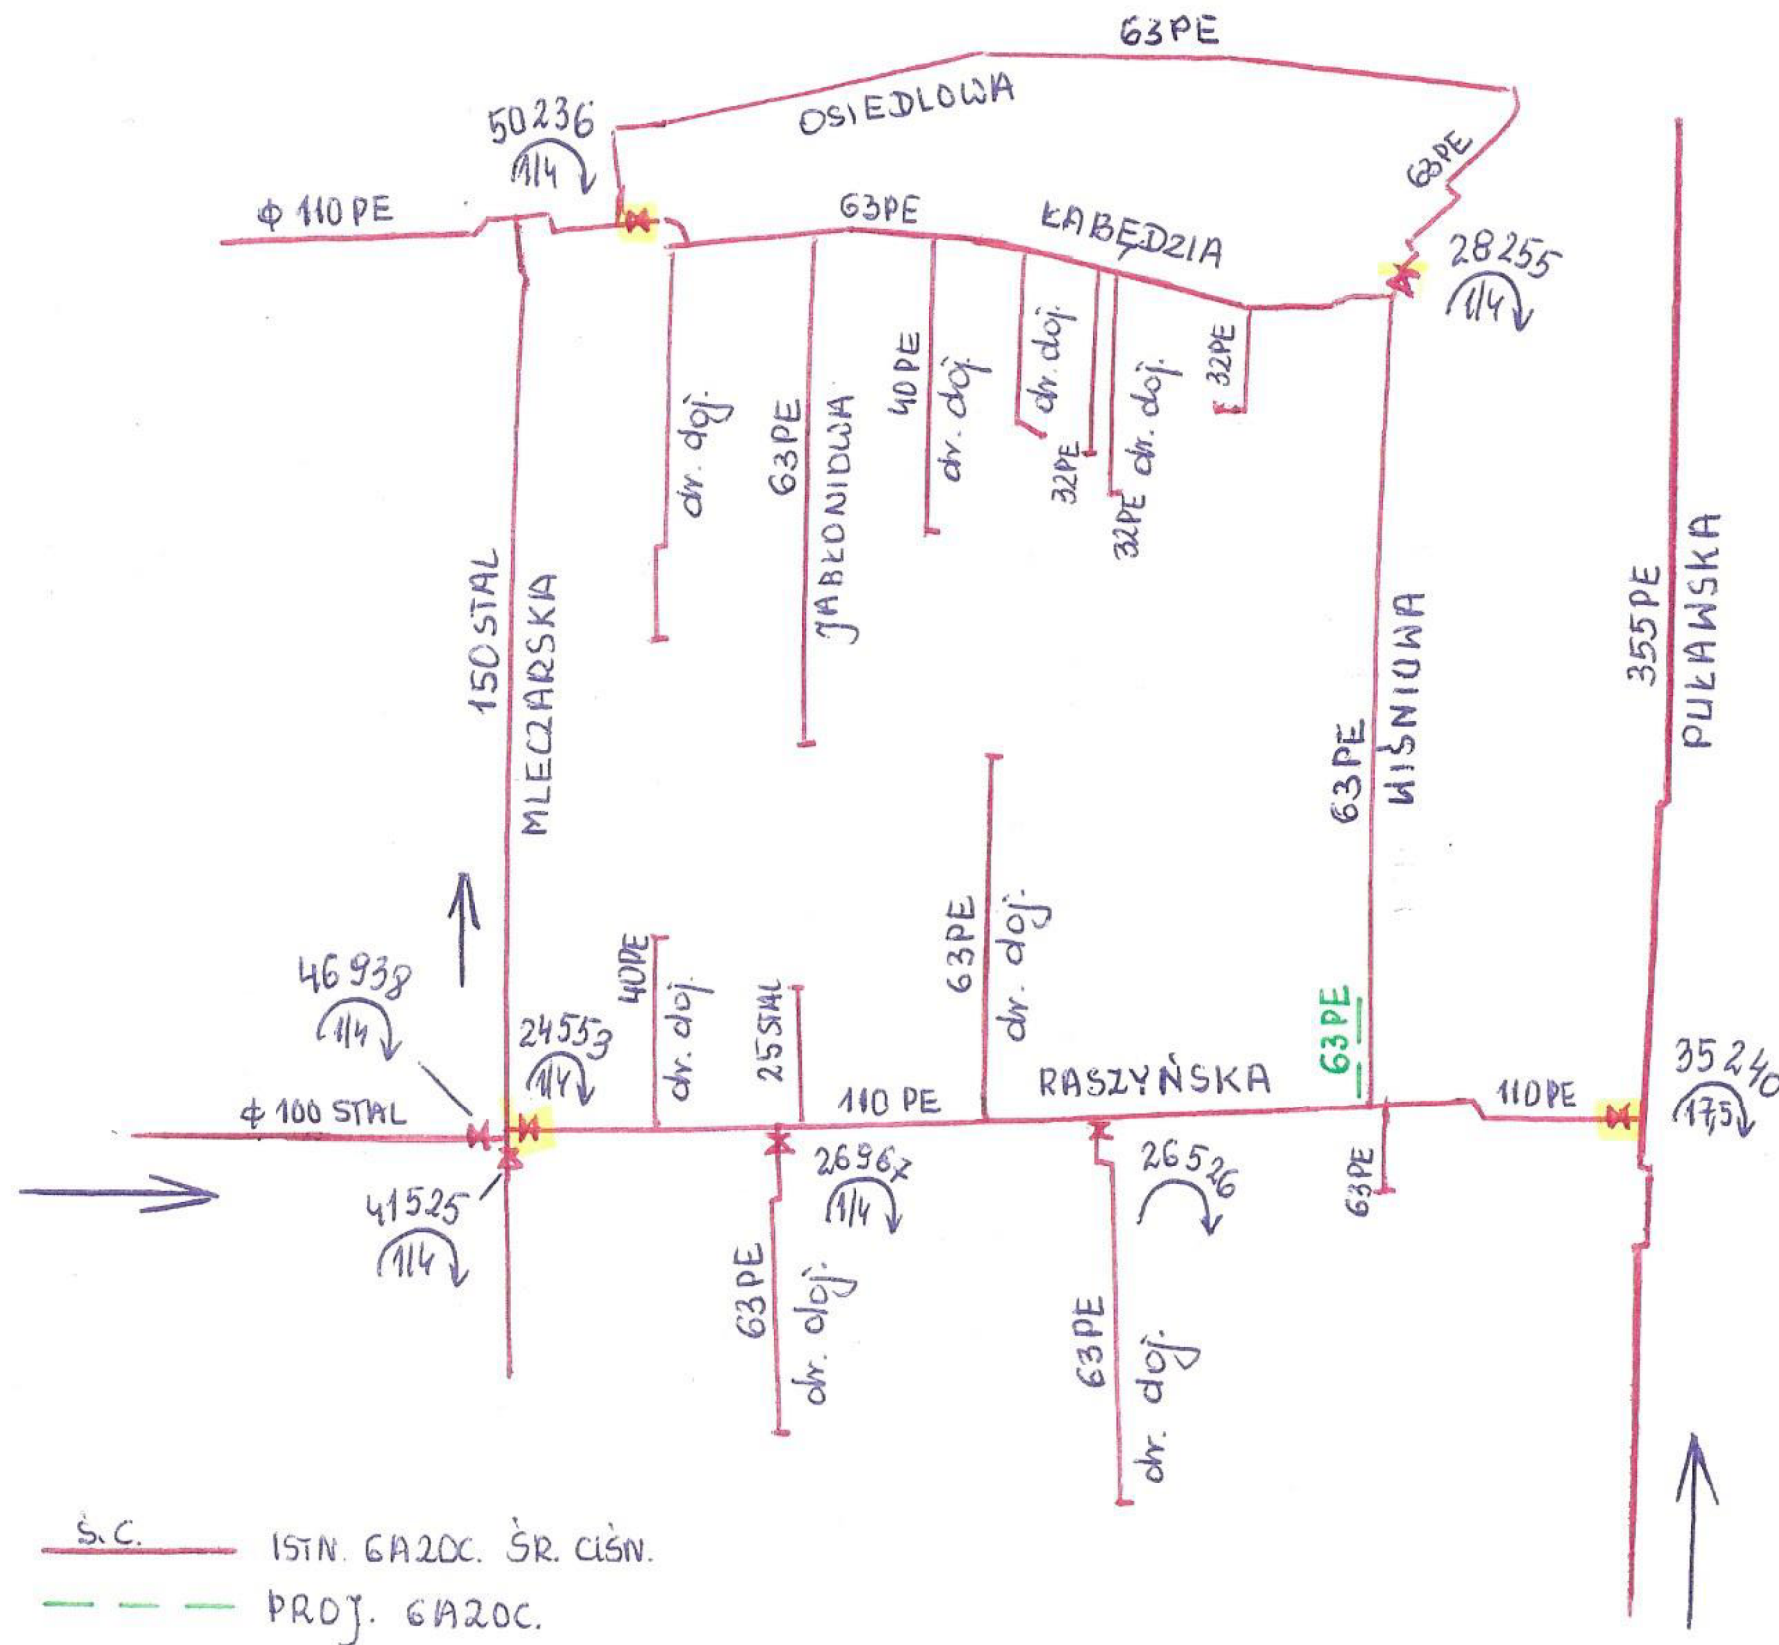 63PE
OSIEDLOWA
50236
1/4
63PE
ϕ 110 PE
63PE
ŁABĘDZIA
28255
1/4
dr. doj.
63PE
JABŁONIOWA
40PE
dr. doj.
dr. doj.
32PE
32PE dr. doj.
32PE
150 STAL
MLECZARSKA
63PE
WIŚNIOWA
355PE
PUŁAWSKA
46938
1/4
24553
1/4
40PE
dr. doj.
25 STAL
63PE
dr. doj.
63PE
35240
17,5
ϕ 100 STAL
110 PE
RASZYŃSKA
110PE
41525
1/4
26967
1/4
26526
63PE
63PE
dr. doj.
63PE
dr. doj.
Ś.C. ISTN. GAZOC. ŚR. CIŚN.
PROJ. GAZOC.